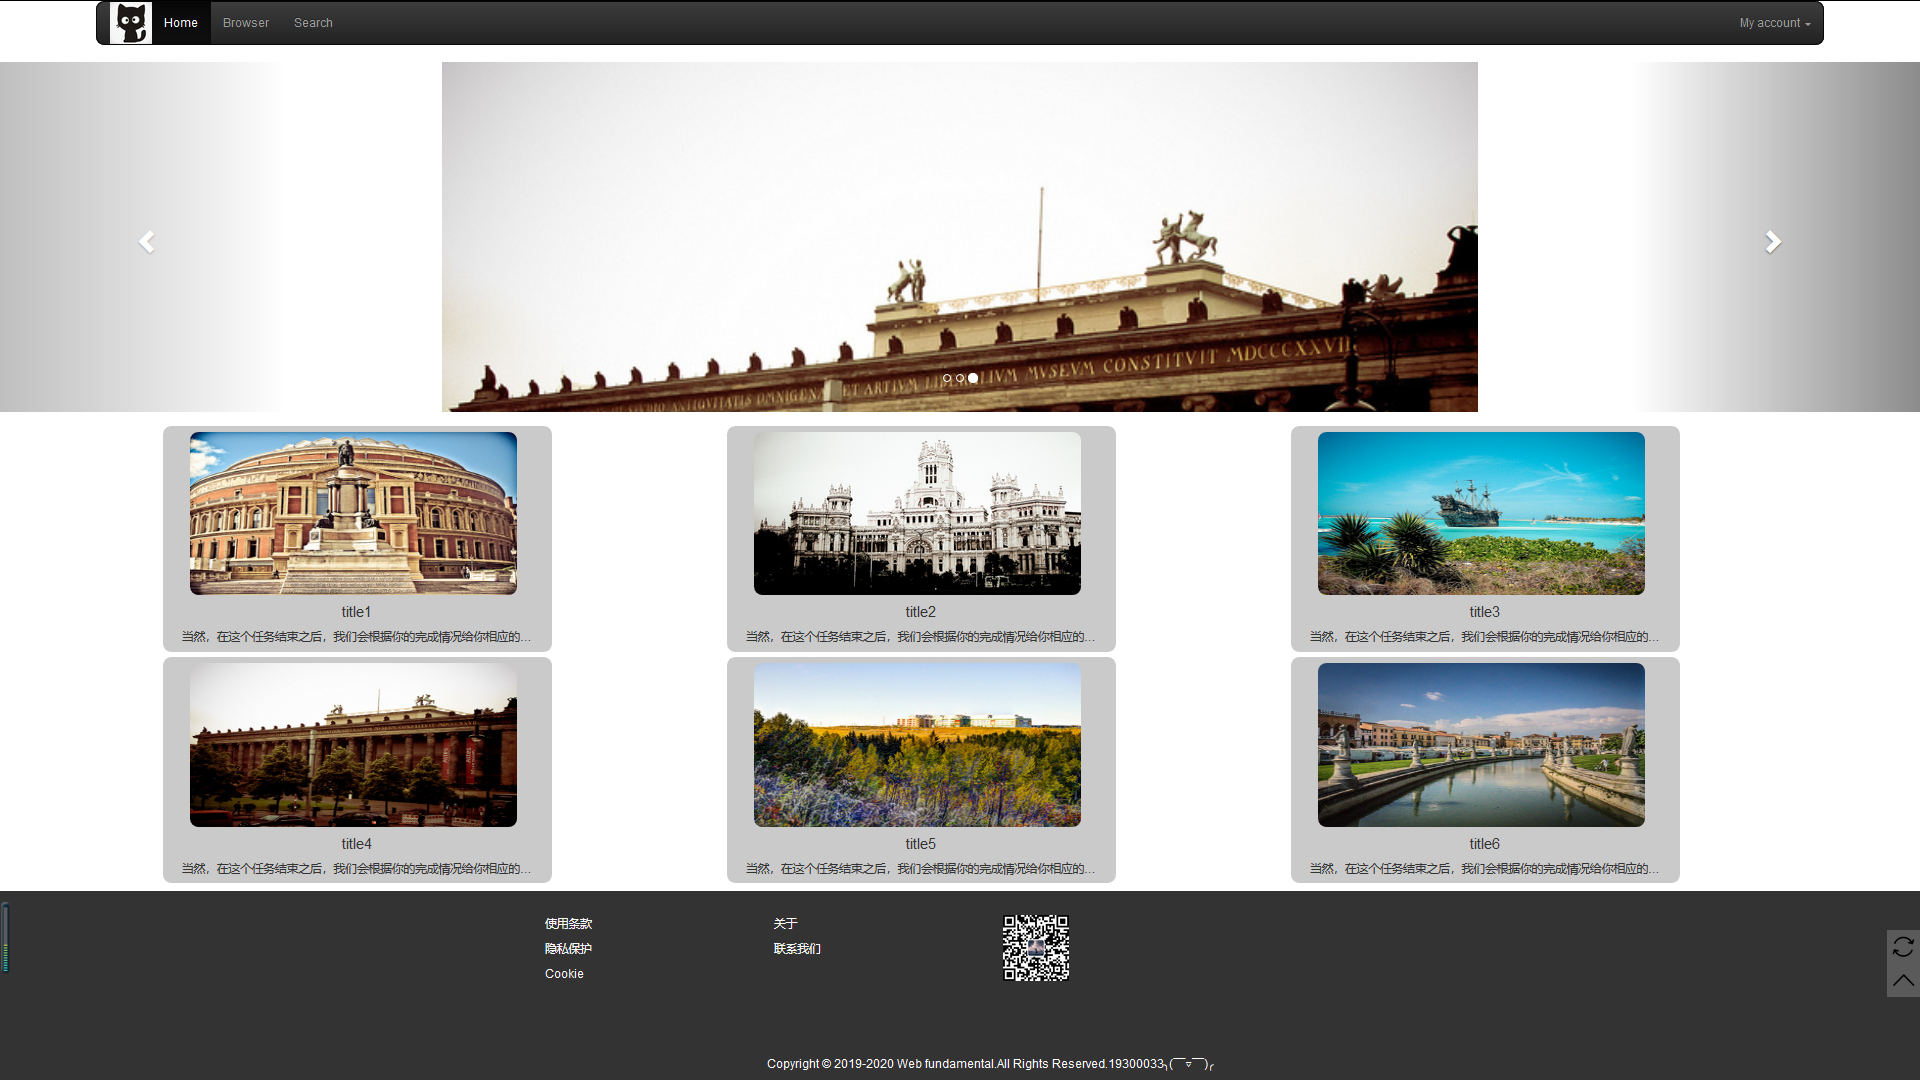 Home Browser Search My account
ET ARTIVM LIBERALIVM MVSEVM CONSTITVIT MDCCCXXVII
title1 title2 title3
当然，在这个任务结束之后，我们会根据你的完成情况给你相应的... 当然，在这个任务结束之后，我们会根据你的完成情况给你相应的... 当然，在这个任务结束之后，我们会根据你的完成情况给你相应的...
title4 title5 title6
当然，在这个任务结束之后，我们会根据你的完成情况给你相应的... 当然，在这个任务结束之后，我们会根据你的完成情况给你相应的... 当然，在这个任务结束之后，我们会根据你的完成情况给你相应的...
使用条款 关于
隐私保护 联系我们
Cookie
Copyright © 2019-2020 Web fundamental.All Rights Reserved.19300033╮(￣▽￣)╭